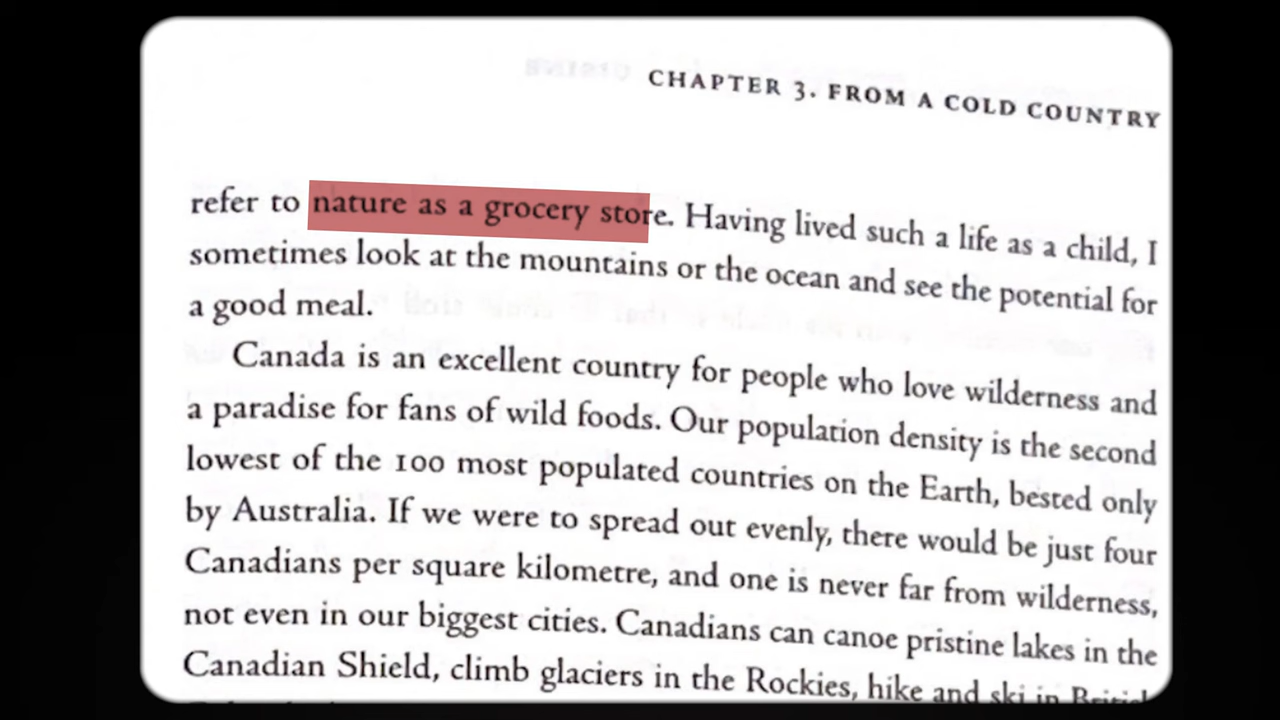 CHAPTER 3. FROM A COLD COUNTRY
refer to nature as a grocery store. Having lived such a life as a child, I
sometimes look at the mountains or the ocean and see the potential for
a good meal.
Canada is an excellent country for people who love wilderness and
a paradise for fans of wild foods. Our population density is the second
lowest of the 100 most populated countries on the Earth, bested only
by Australia. If we were to spread out evenly, there would be just four
Canadians per square kilometre, and one is never far from wilderness,
not even in our biggest cities. Canadians can canoe pristine lakes in the
Canadian Shield, climb glaciers in the Rockies, hike and ski in